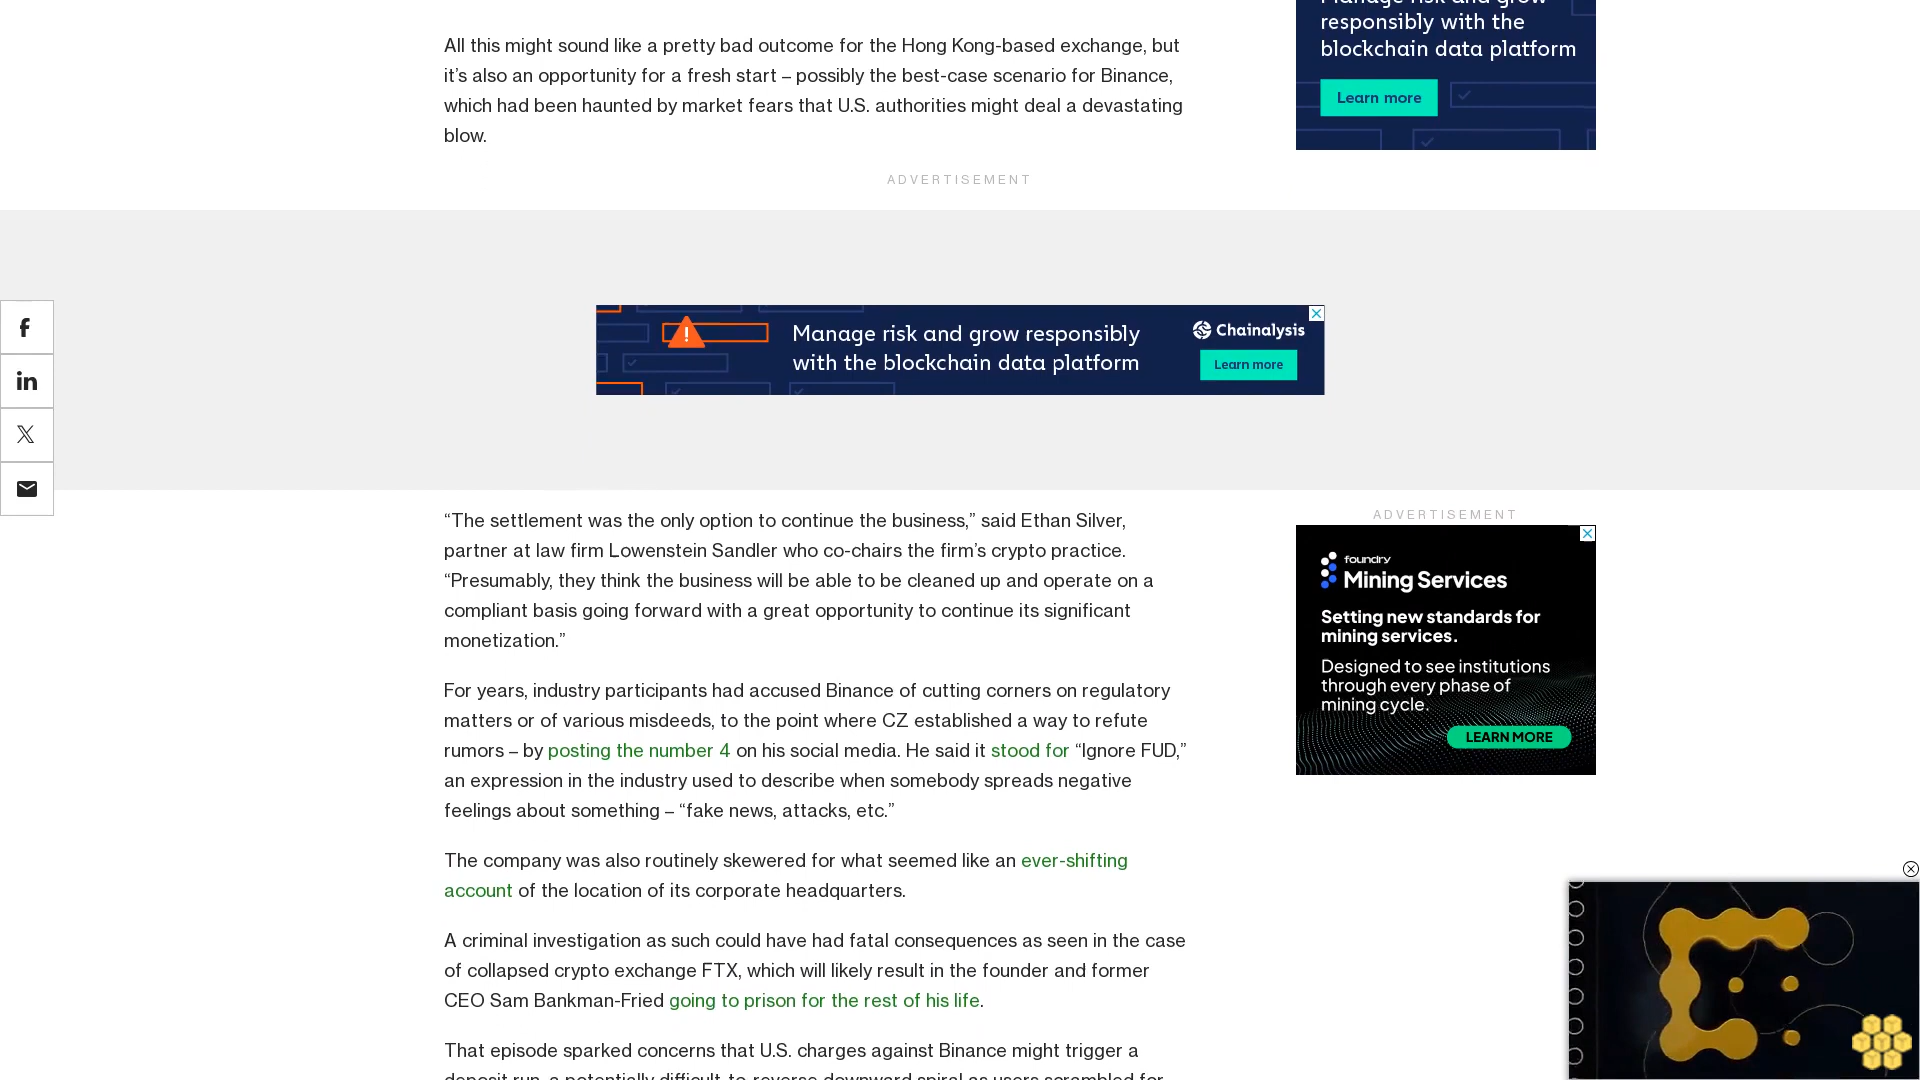 All this might sound like a pretty bad outcome for the Hong Kong-based exchange, but
it’s also an opportunity for a fresh start – possibly the best-case scenario for Binance,
which had been haunted by market fears that U.S. authorities might deal a devastating
blow.
responsibly with the
blockchain data platform
Learn more
ADVERTISEMENT
Manage risk and grow responsibly
with the blockchain data platform
Chainalysis
Learn more
“The settlement was the only option to continue the business,” said Ethan Silver,
partner at law firm Lowenstein Sandler who co-chairs the firm’s crypto practice.
“Presumably, they think the business will be able to be cleaned up and operate on a
compliant basis going forward with a great opportunity to continue its significant
monetization.”
For years, industry participants had accused Binance of cutting corners on regulatory
matters or of various misdeeds, to the point where CZ established a way to refute
rumors – by posting the number 4 on his social media. He said it stood for “Ignore FUD,”
an expression in the industry used to describe when somebody spreads negative
feelings about something – “fake news, attacks, etc.”
The company was also routinely skewered for what seemed like an ever-shifting
account of the location of its corporate headquarters.
A criminal investigation as such could have had fatal consequences as seen in the case
of collapsed crypto exchange FTX, which will likely result in the founder and former
CEO Sam Bankman-Fried going to prison for the rest of his life.
That episode sparked concerns that U.S. charges against Binance might trigger a
ADVERTISEMENT
foundry
Mining Services
Setting new standards for
mining services.
Designed to see institutions
through every phase of
mining cycle.
LEARN MORE